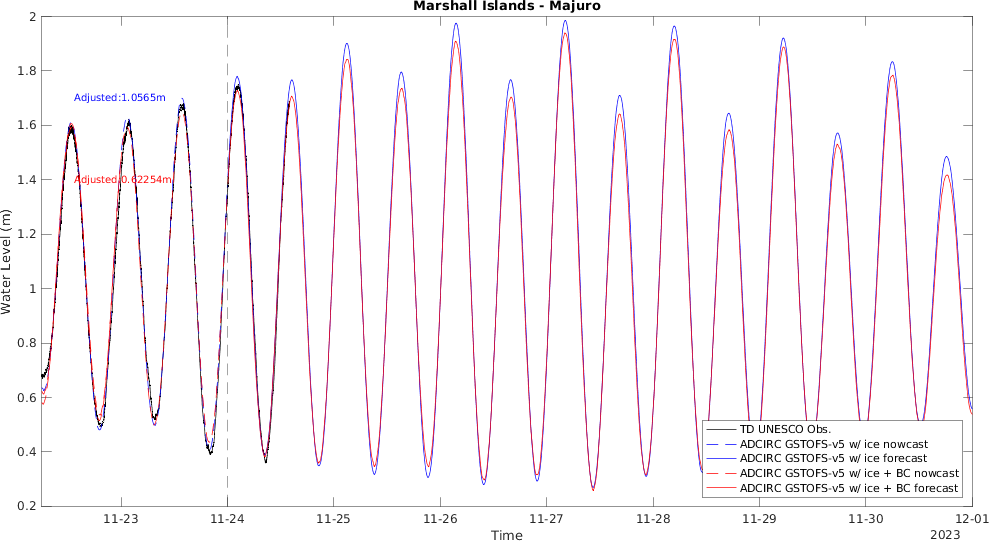 Marshall Islands - Majuro
2
1.8
1.6
1.4
1.2
1
0.8
0.6
0.4
0.2
Water Level (m)
Adjusted:1.0565m
Adjusted:0.62254m
TD UNESCO Obs.
ADCIRC GSTOFS-v5 w/ ice nowcast
ADCIRC GSTOFS-v5 w/ ice forecast
ADCIRC GSTOFS-v5 w/ ice + BC nowcast
ADCIRC GSTOFS-v5 w/ ice + BC forecast
11-23 11-24 11-25 11-26 11-27 11-28 11-29 11-30 12-01
Time
2023